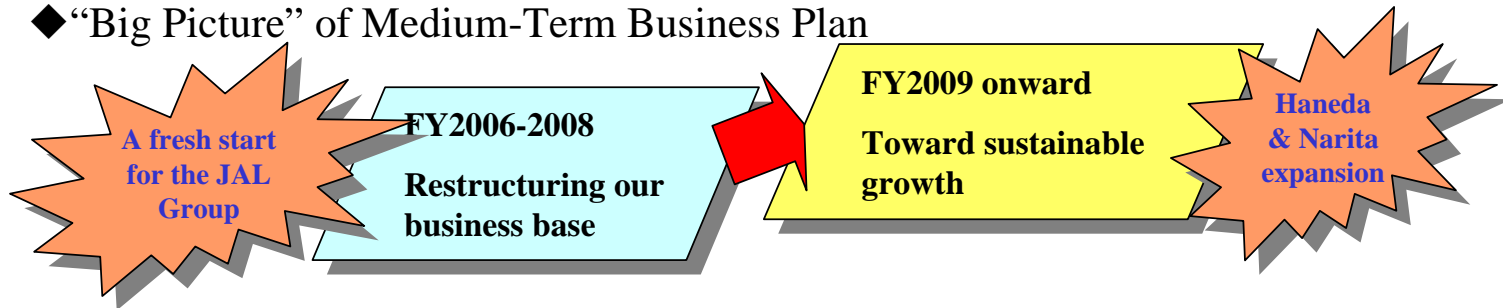 ◆“Big Picture” of Medium-Term Business Plan
A fresh start
for the JAL
Group
FY2006-2008
Restructuring our
business base
FY2009 onward
Toward sustainable
growth
Haneda
& Narita
expansion